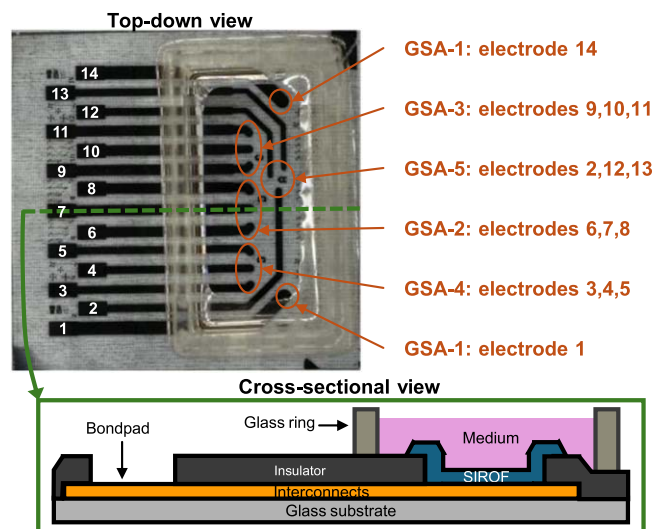 Top-down view
14
13
12
11
10
9
8
7
6
5
4
3
2
1
GSA-1: electrode 14
GSA-3: electrodes 9,10,11
GSA-5: electrodes 2,12,13
GSA-2: electrodes 6,7,8
GSA-4: electrodes 3,4,5
GSA-1: electrode 1
Cross-sectional view
Bondpad
Glass ring
Medium
Insulator
SIROF
Interconnects
Glass substrate